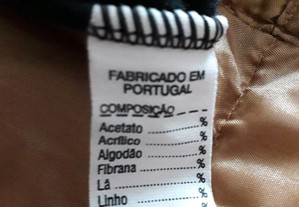 FABRICADO EM
PORTUGAL
COMPOSIÇÃO
Acetato ............ %
Acrílico ............ %
Algodão ............ %
Fibrana ............ %
Lã ............ %
Linho ............ %